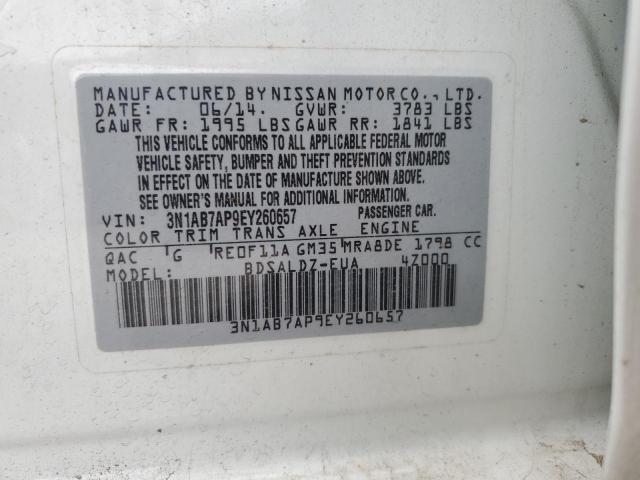 MANUFACTURED BY NISSAN MOTOR CO., LTD.
DATE: 06/14. GVWR: 3783 LBS
GAWR FR: 1995 LBS GAWR RR: 1841 LBS
THIS VEHICLE CONFORMS TO ALL APPLICABLE FEDERAL MOTOR
VEHICLE SAFETY, BUMPER AND THEFT PREVENTION STANDARDS
IN EFFECT ON THE DATE OF MANUFACTURE SHOWN ABOVE.
SEE OWNER'S MANUAL FOR ADDITIONAL INFORMATION.
VIN: 3N1AB7AP9EY260657 PASSENGER CAR.
COLOR TRIM TRANS AXLE ENGINE
QAC G RE0F11A GM35 MRA8DE 1798 CC
MODEL: BDSALDZ-EUA 4Z000
3N1AB7AP9EY260657